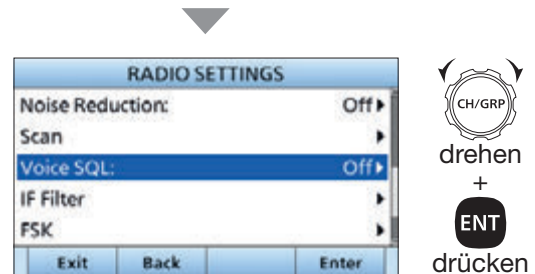 RADIO SETTINGS
Noise Reduction: Off
Scan
Voice SQL: Off
IF Filter
FSK
Exit Back Enter
CH/GRP
drehen
+
ENT
drücken